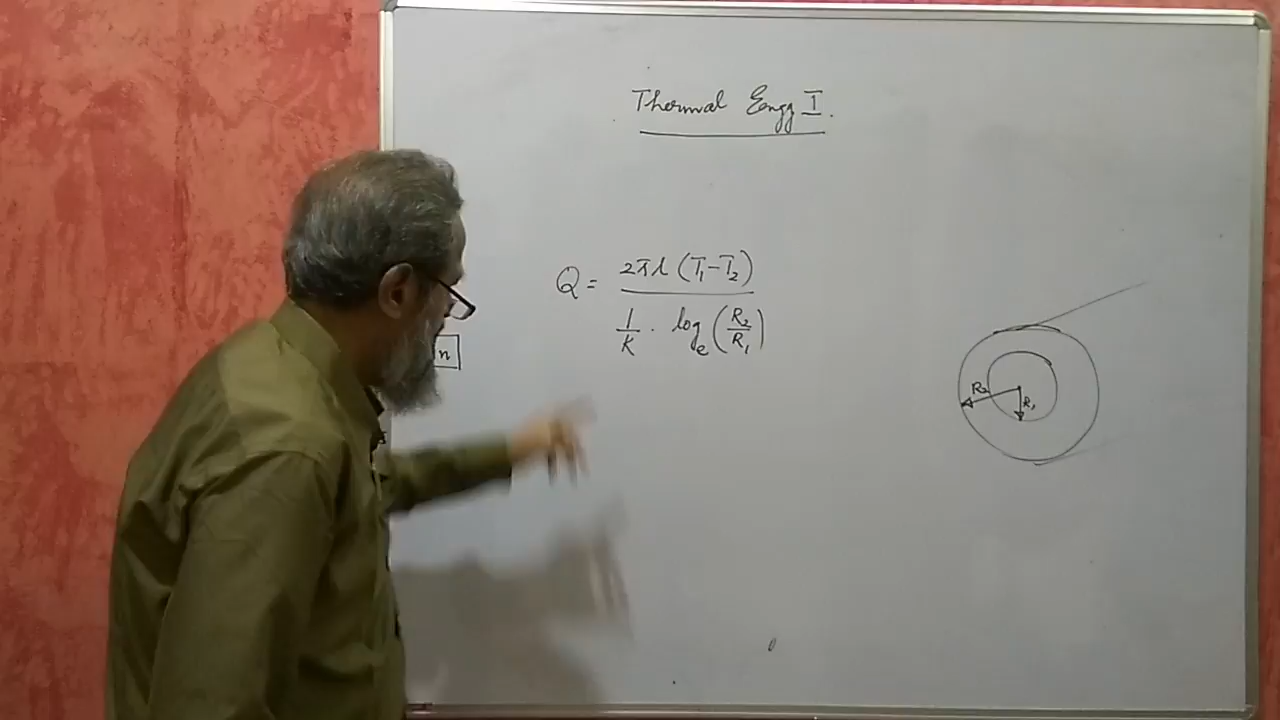 Thermal Engg I.
Q = 2πl (T₁-T₂) / 1/K . logₑ (R₂/R₁)
n
R₂
R₁